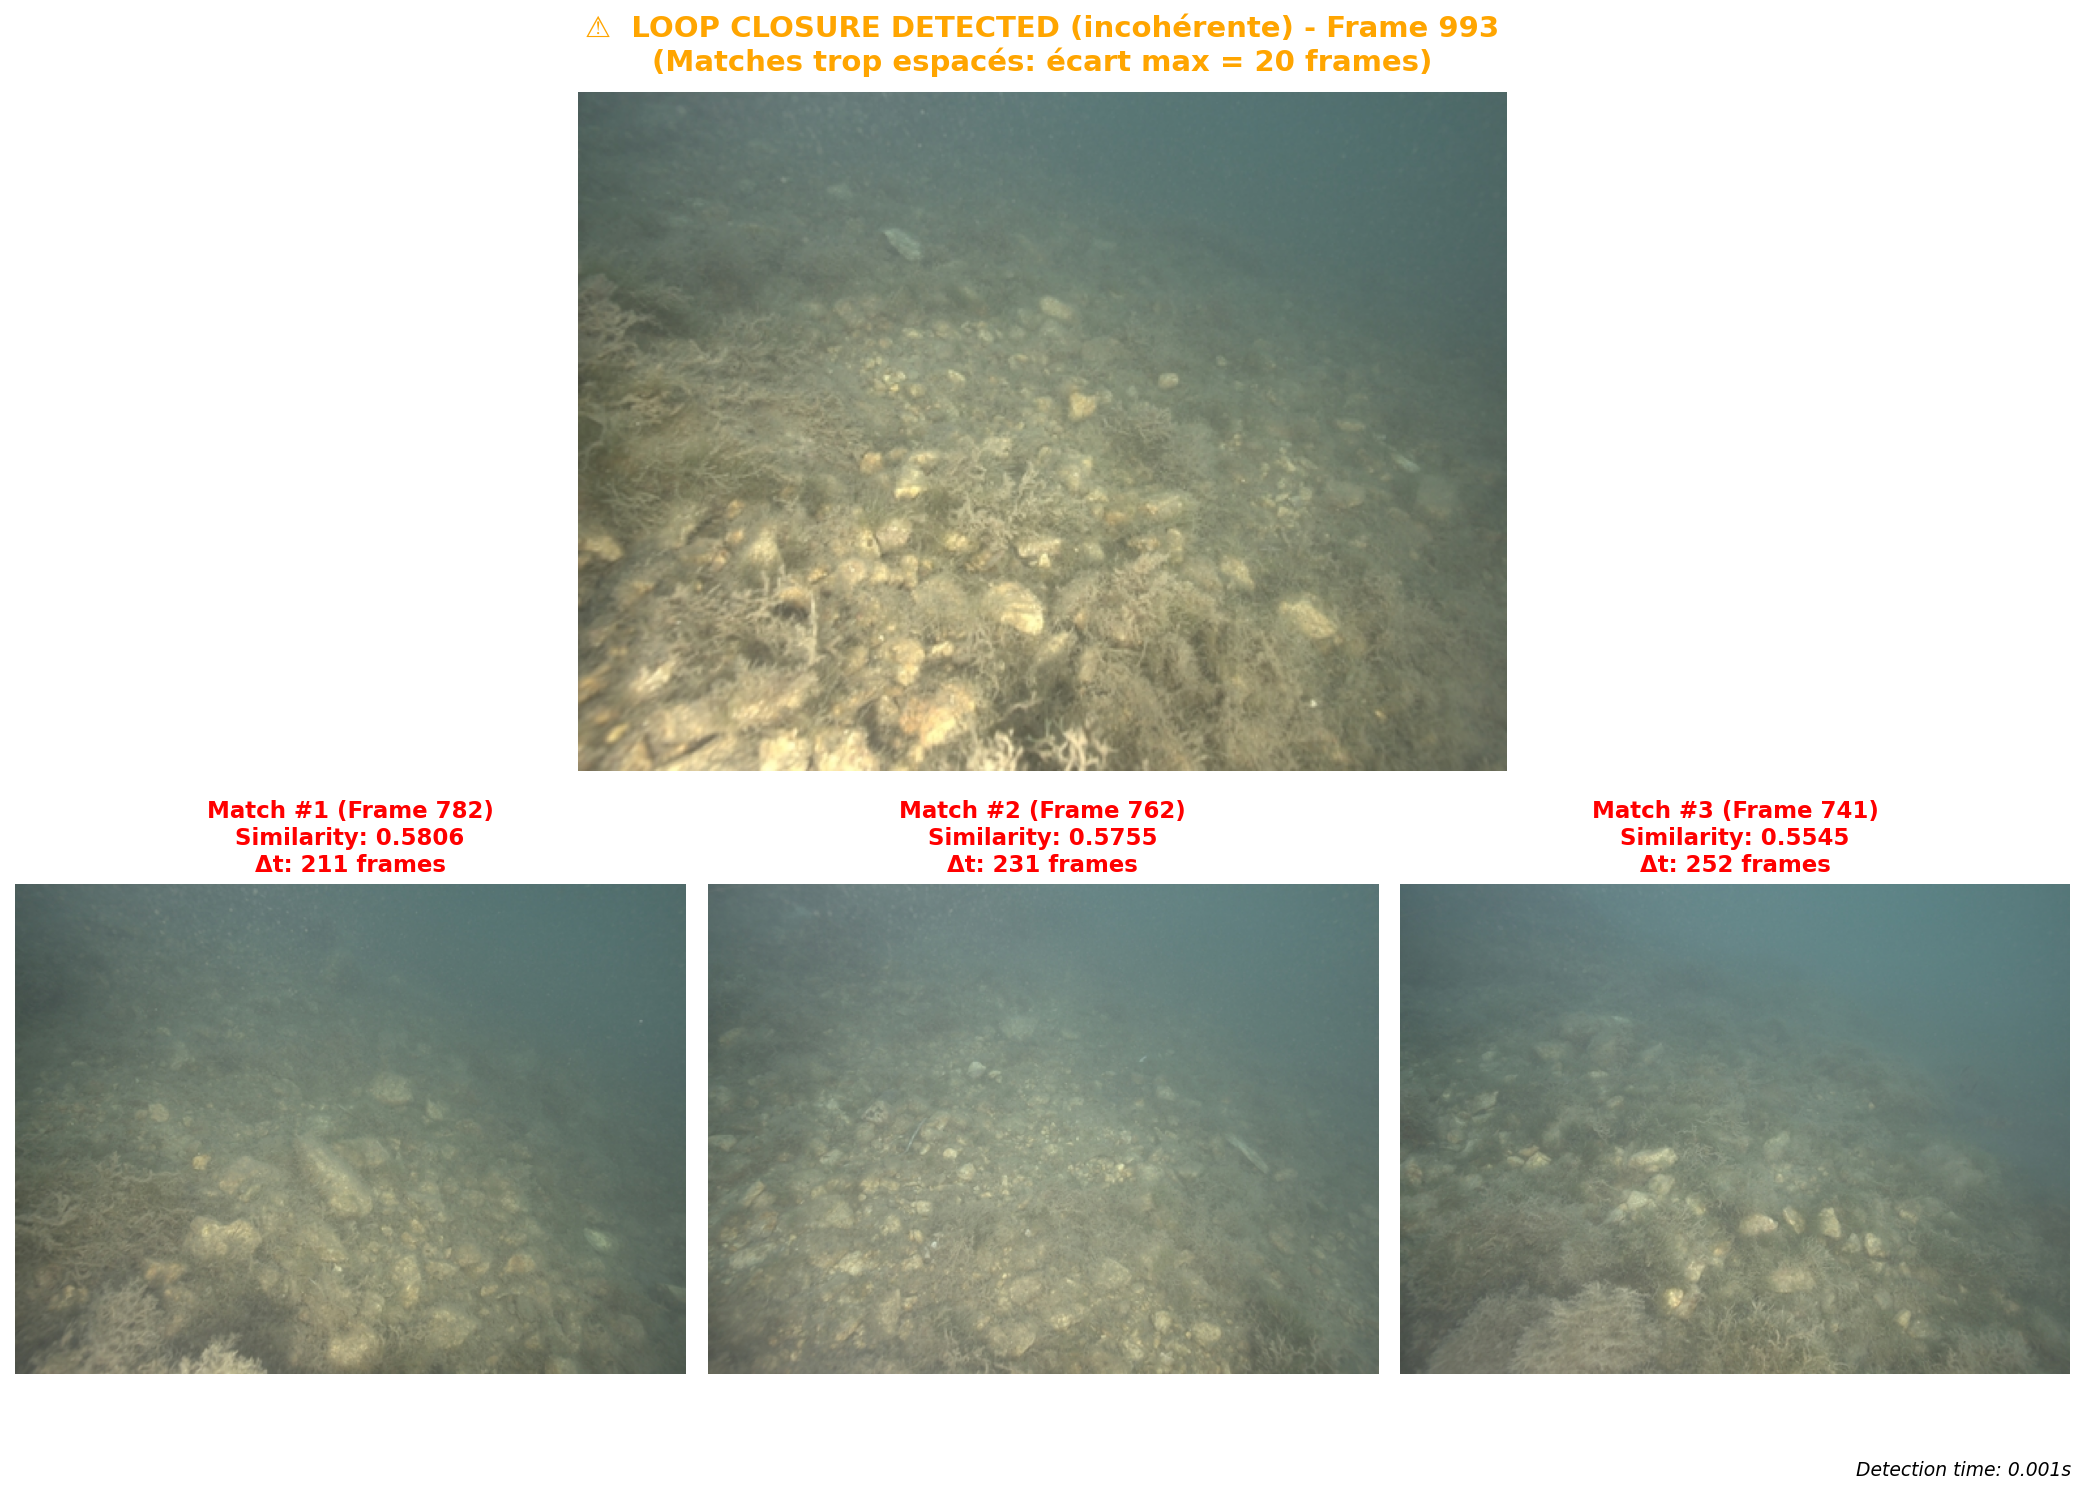 ⚠ LOOP CLOSURE DETECTED (incohérente) - Frame 993
(Matches trop espacés: écart max = 20 frames)
Match #1 (Frame 782)
Similarity: 0.5806
Δt: 211 frames
Match #2 (Frame 762)
Similarity: 0.5755
Δt: 231 frames
Match #3 (Frame 741)
Similarity: 0.5545
Δt: 252 frames
Detection time: 0.001s